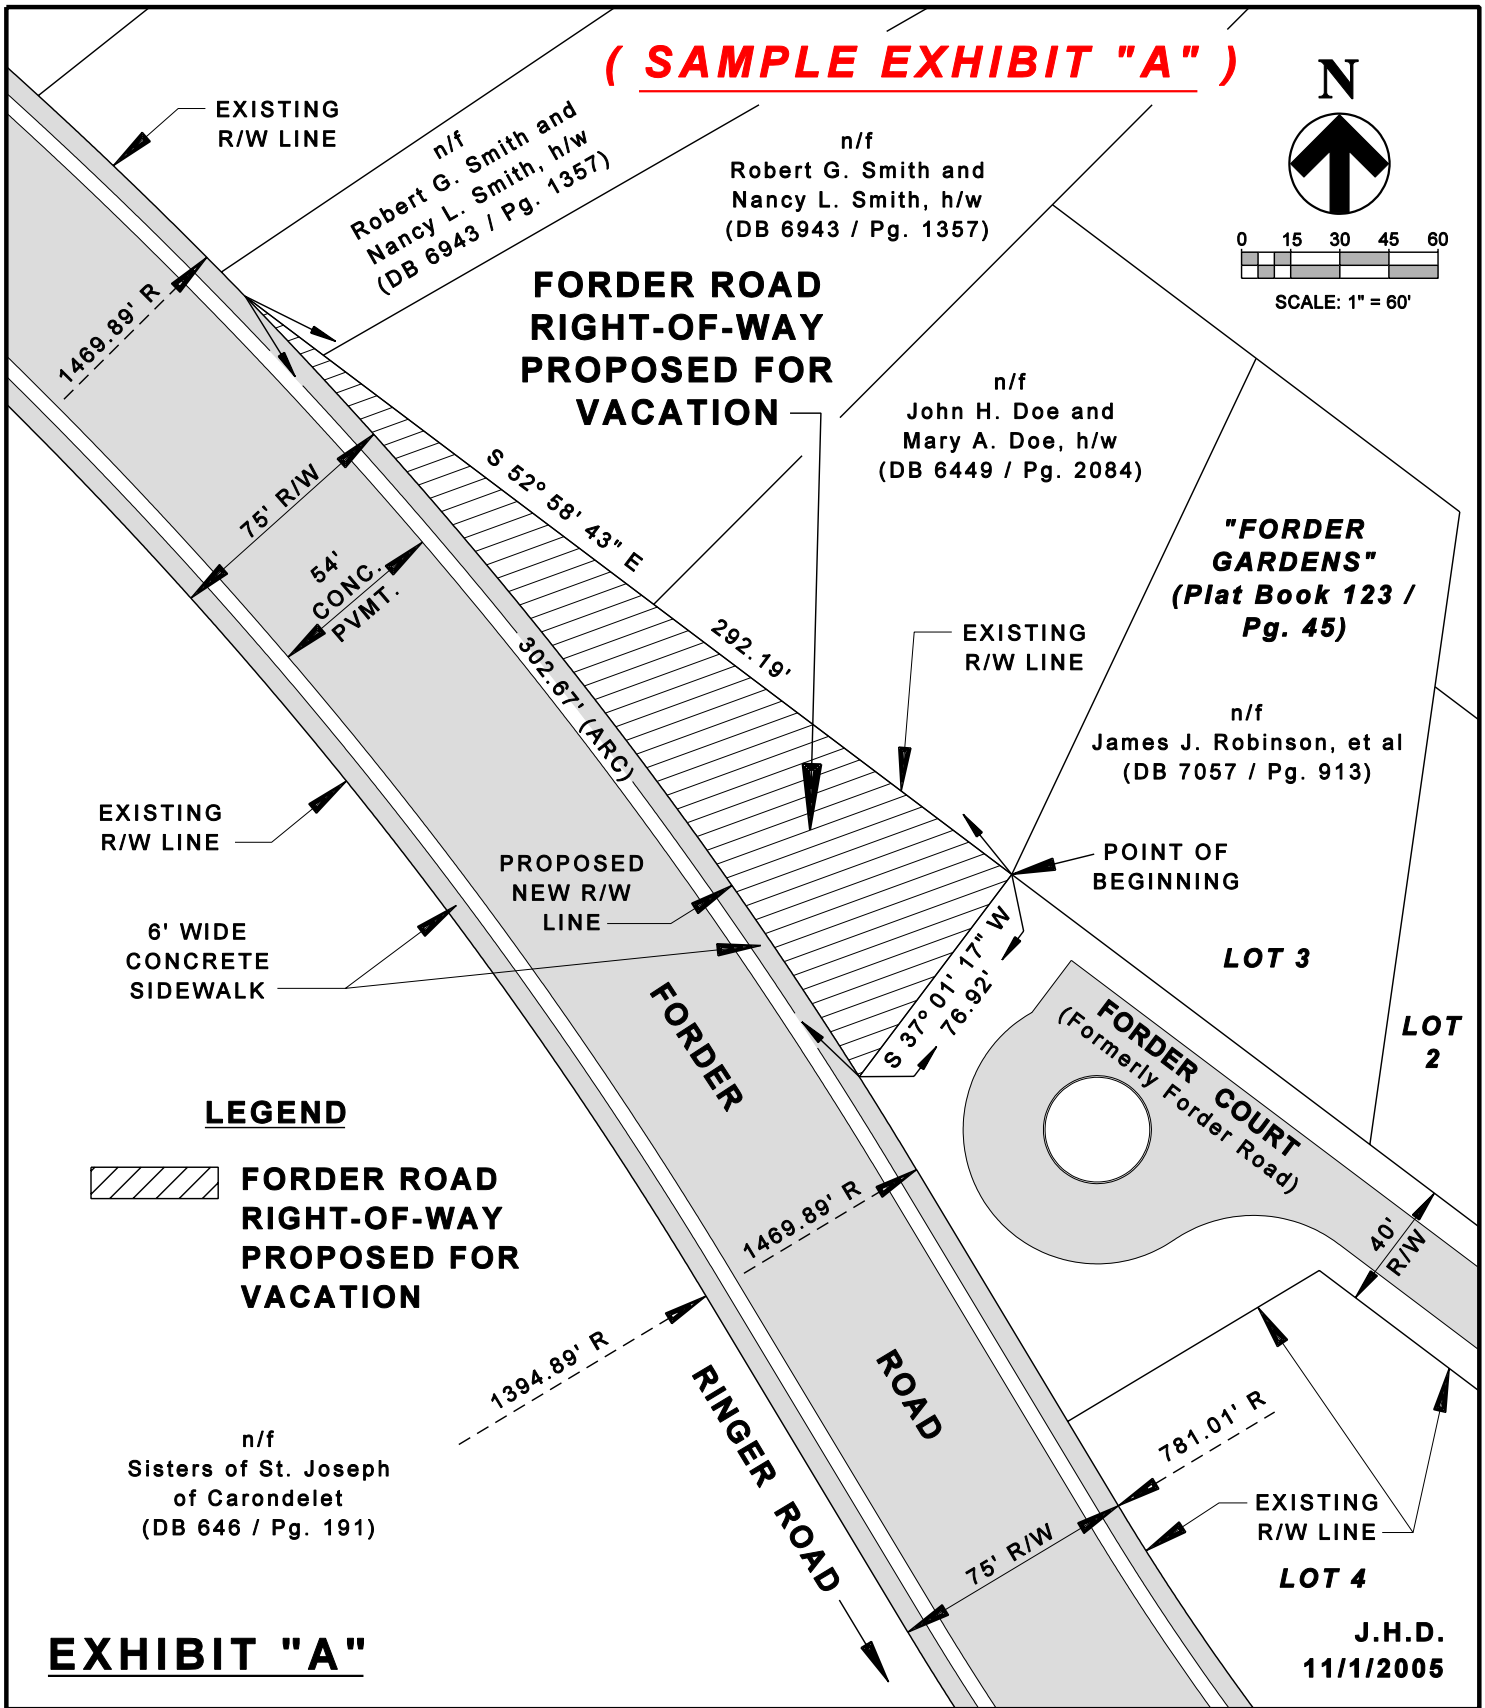 ( SAMPLE EXHIBIT "A" )
N
0 15 30 45 60
SCALE: 1" = 60'
EXISTING
R/W LINE
n/f
Robert G. Smith and
Nancy L. Smith, h/w
(DB 6943 / Pg. 1357)
n/f
Robert G. Smith and
Nancy L. Smith, h/w
(DB 6943 / Pg. 1357)
FORDER ROAD
RIGHT-OF-WAY
PROPOSED FOR
VACATION
1469.89' R
n/f
John H. Doe and
Mary A. Doe, h/w
(DB 6449 / Pg. 2084)
75' R/W
54'
CONC.
PVMT.
S 52° 58' 43" E
292.19'
302.67' (ARC)
"FORDER
GARDENS"
(Plat Book 123 /
Pg. 45)
EXISTING
R/W LINE
n/f
James J. Robinson, et al
(DB 7057 / Pg. 913)
EXISTING
R/W LINE
PROPOSED
NEW R/W
LINE
POINT OF
BEGINNING
6' WIDE
CONCRETE
SIDEWALK
S 37° 01' 17" W
76.92'
LOT 3
LOT
2
FORDER COURT
(Formerly Forder Road)
FORDER
LEGEND
FORDER ROAD
RIGHT-OF-WAY
PROPOSED FOR
VACATION
1469.89' R
40'
R/W
1394.89' R
ROAD
RINGER ROAD
781.01' R
n/f
Sisters of St. Joseph
of Carondelet
(DB 646 / Pg. 191)
75' R/W
EXISTING
R/W LINE
LOT 4
EXHIBIT "A"
J.H.D.
11/1/2005